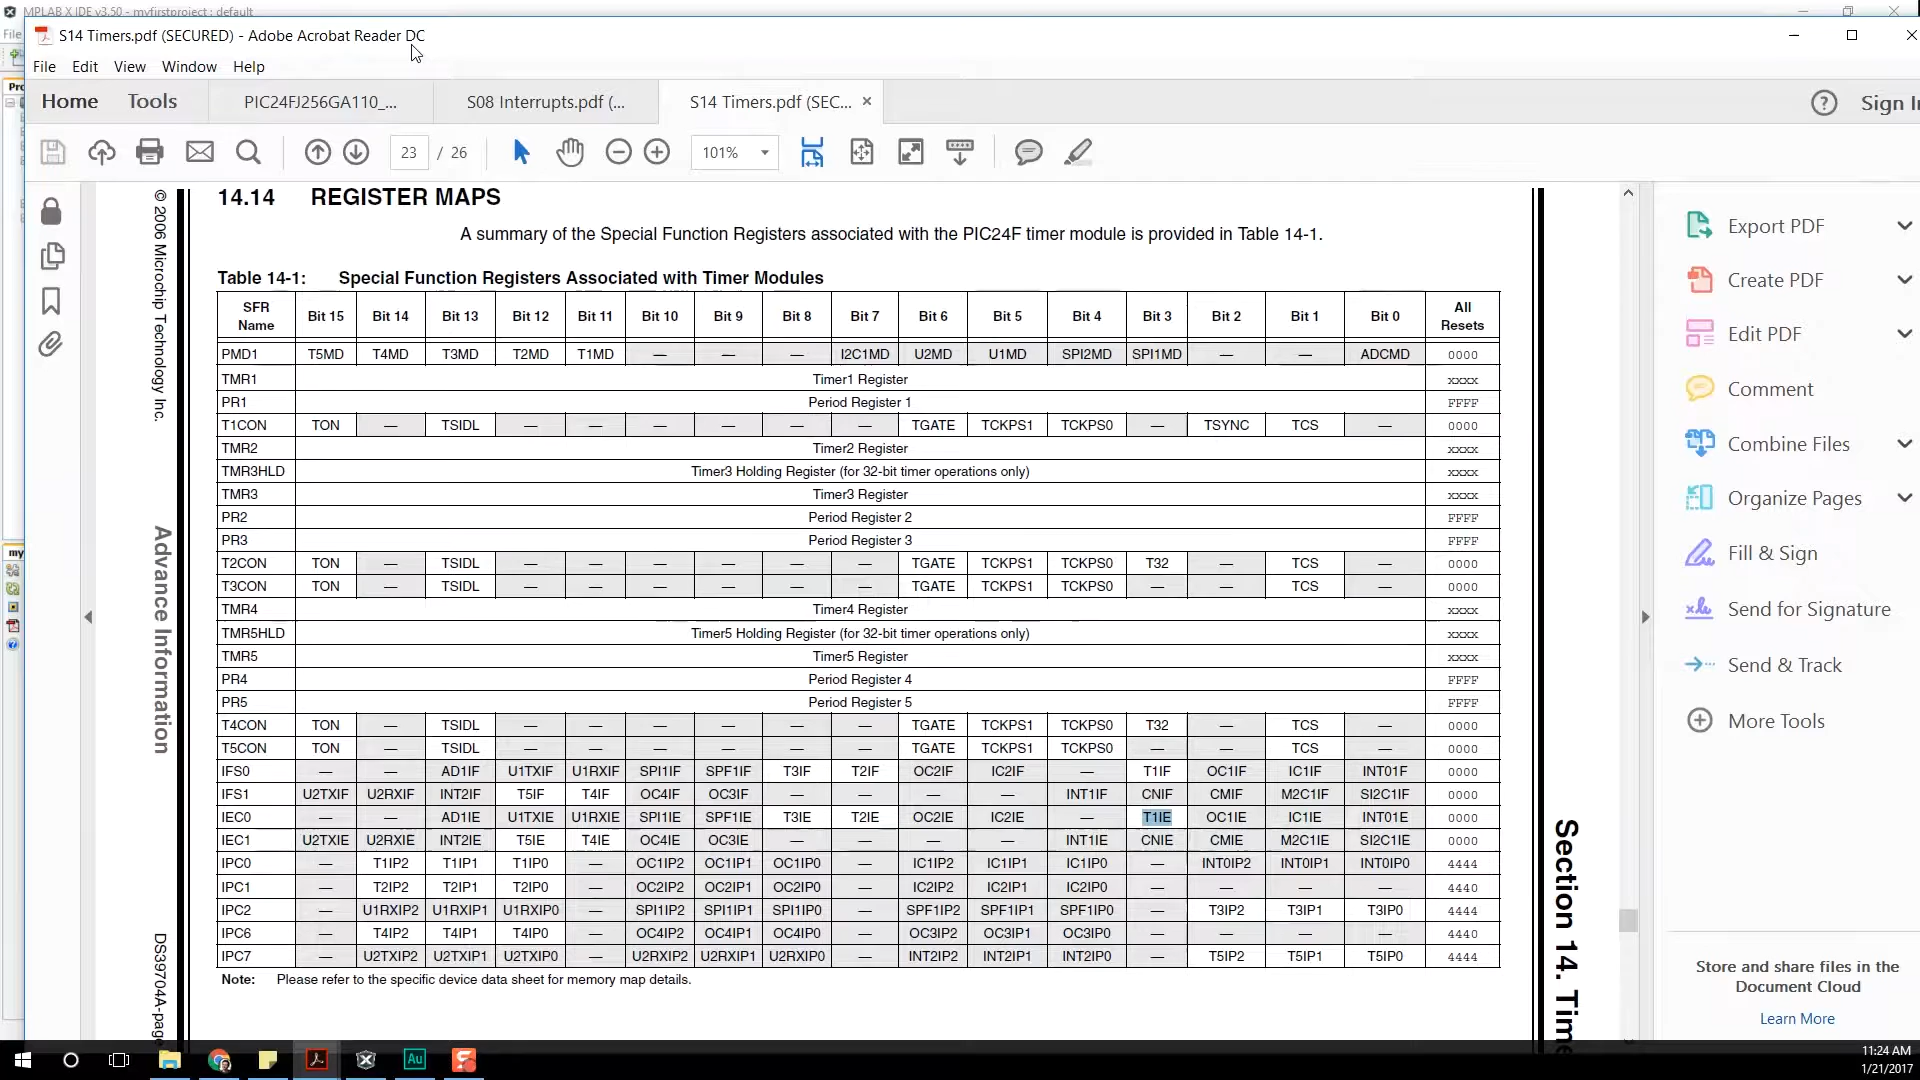 MPLAB X IDE v3.50 - myfirstproject : default
File
S14 Timers.pdf (SECURED) - Adobe Acrobat Reader DC
File Edit View Window Help
Home Tools PIC24FJ256GA110_... S08 Interrupts.pdf (... S14 Timers.pdf (SEC... × ? Sign I
23 / 26 101%
Pro
my
© 2006 Microchip Technology Inc.
Advance Information
DS39704A-page
14.14 REGISTER MAPS
A summary of the Special Function Registers associated with the PIC24F timer module is provided in Table 14-1.
Table 14-1: Special Function Registers Associated with Timer Modules
SFR Name Bit 15 Bit 14 Bit 13 Bit 12 Bit 11 Bit 10 Bit 9 Bit 8 Bit 7 Bit 6 Bit 5 Bit 4 Bit 3 Bit 2 Bit 1 Bit 0 All Resets
PMD1 T5MD T4MD T3MD T2MD T1MD — — — I2C1MD U2MD U1MD SPI2MD SPI1MD — — ADCMD 0000
TMR1 Timer1 Register xxxx
PR1 Period Register 1 FFFF
T1CON TON — TSIDL — — — — — — TGATE TCKPS1 TCKPS0 — TSYNC TCS — 0000
TMR2 Timer2 Register xxxx
TMR3HLD Timer3 Holding Register (for 32-bit timer operations only) xxxx
TMR3 Timer3 Register xxxx
PR2 Period Register 2 FFFF
PR3 Period Register 3 FFFF
T2CON TON — TSIDL — — — — — — TGATE TCKPS1 TCKPS0 T32 — TCS — 0000
T3CON TON — TSIDL — — — — — — TGATE TCKPS1 TCKPS0 — — TCS — 0000
TMR4 Timer4 Register xxxx
TMR5HLD Timer5 Holding Register (for 32-bit timer operations only) xxxx
TMR5 Timer5 Register xxxx
PR4 Period Register 4 FFFF
PR5 Period Register 5 FFFF
T4CON TON — TSIDL — — — — — — TGATE TCKPS1 TCKPS0 T32 — TCS — 0000
T5CON TON — TSIDL — — — — — — TGATE TCKPS1 TCKPS0 — — TCS — 0000
IFS0 — — AD1IF U1TXIF U1RXIF SPI1IF SPF1IF T3IF T2IF OC2IF IC2IF — T1IF OC1IF IC1IF INT01F 0000
IFS1 U2TXIF U2RXIF INT2IF T5IF T4IF OC4IF OC3IF — — — — INT1IF CNIF CMIF M2C1IF SI2C1IF 0000
IEC0 — — AD1IE U1TXIE U1RXIE SPI1IE SPF1IE T3IE T2IE OC2IE IC2IE — T1IE OC1IE IC1IE INT01E 0000
IEC1 U2TXIE U2RXIE INT2IE T5IE T4IE OC4IE OC3IE — — — — INT1IE CNIE CMIE M2C1IE SI2C1IE 0000
IPC0 — T1IP2 T1IP1 T1IP0 — OC1IP2 OC1IP1 OC1IP0 — IC1IP2 IC1IP1 IC1IP0 — INT0IP2 INT0IP1 INT0IP0 4444
IPC1 — T2IP2 T2IP1 T2IP0 — OC2IP2 OC2IP1 OC2IP0 — IC2IP2 IC2IP1 IC2IP0 — — — — 4440
IPC2 — U1RXIP2 U1RXIP1 U1RXIP0 — SPI1IP2 SPI1IP1 SPI1IP0 — SPF1IP2 SPF1IP1 SPF1IP0 — T3IP2 T3IP1 T3IP0 4444
IPC6 — T4IP2 T4IP1 T4IP0 — OC4IP2 OC4IP1 OC4IP0 — OC3IP2 OC3IP1 OC3IP0 — — — — 4440
IPC7 — U2TXIP2 U2TXIP1 U2TXIP0 — U2RXIP2 U2RXIP1 U2RXIP0 — INT2IP2 INT2IP1 INT2IP0 — T5IP2 T5IP1 T5IP0 4444
Note: Please refer to the specific device data sheet for memory map details.
Section 14. Time
Export PDF
Create PDF
Edit PDF
Comment
Combine Files
Organize Pages
Fill & Sign
Send for Signature
Send & Track
More Tools
Store and share files in the
Document Cloud
Learn More
Au
11:24 AM
1/21/2017